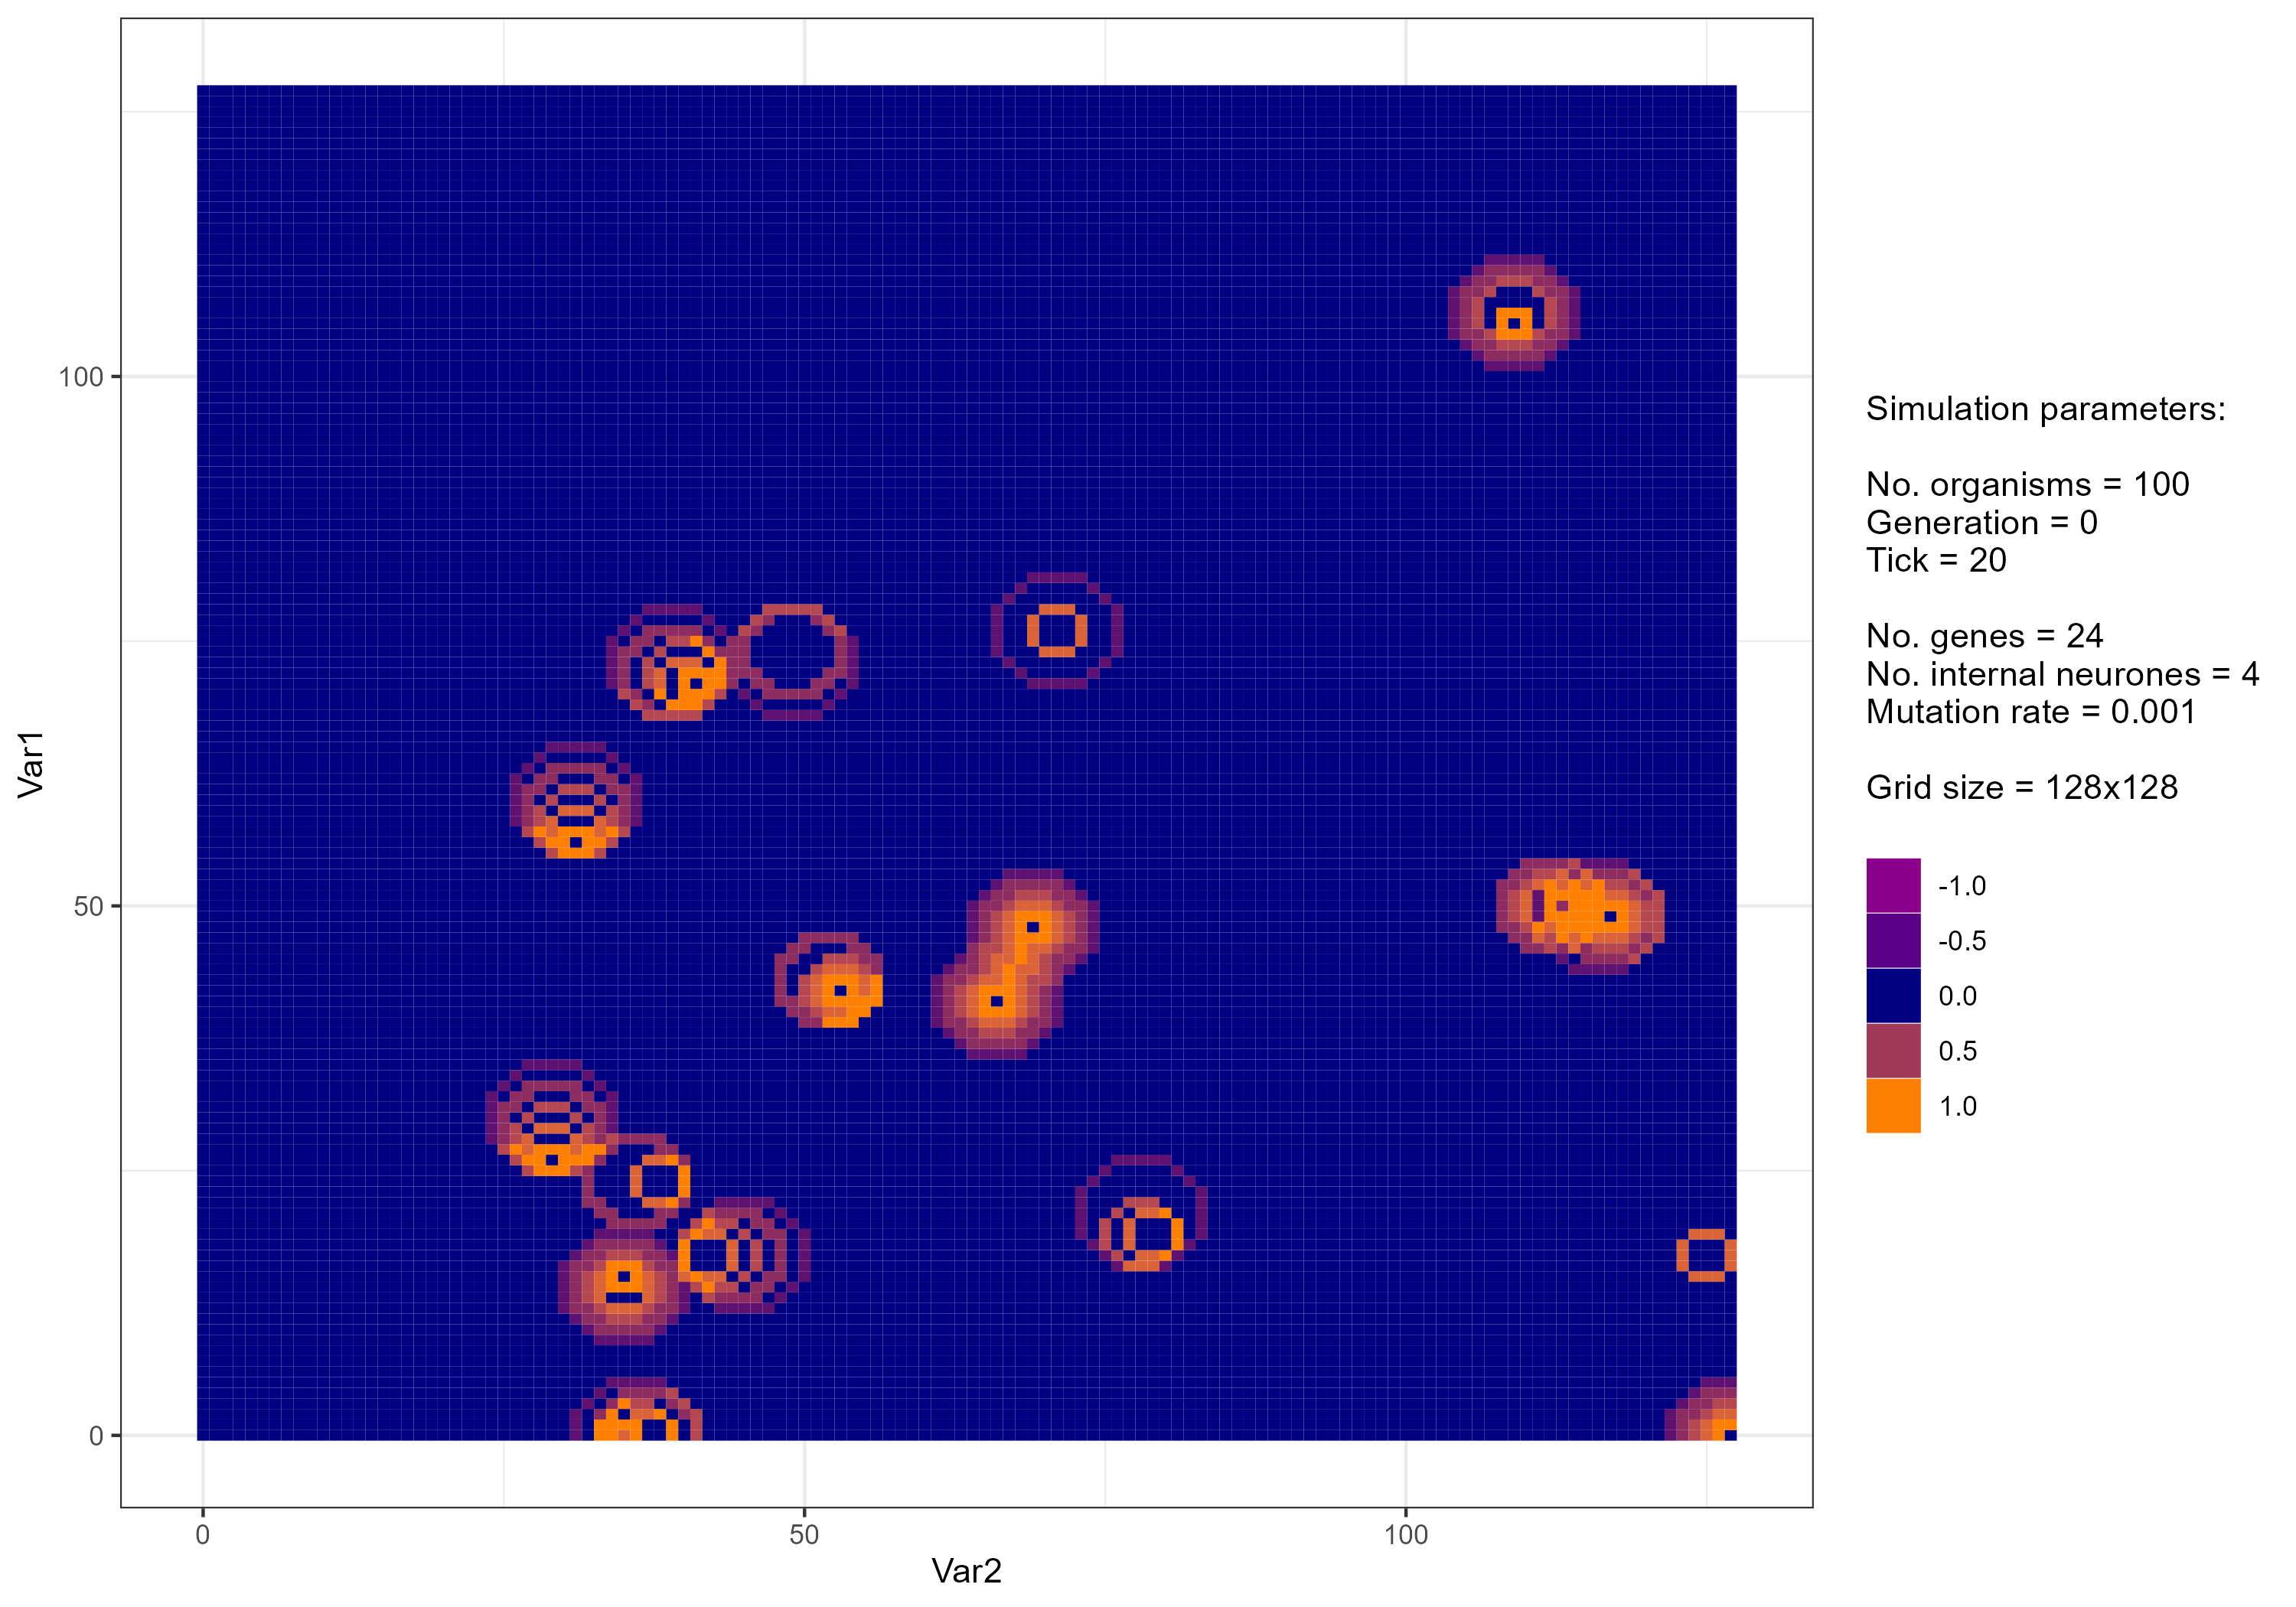 100
50
0
0
50
100
Var1
Var2
Simulation parameters:
No. organisms = 100
Generation = 0
Tick = 20
No. genes = 24
No. internal neurones = 4
Mutation rate = 0.001
Grid size = 128x128
-1.0
-0.5
0.0
0.5
1.0